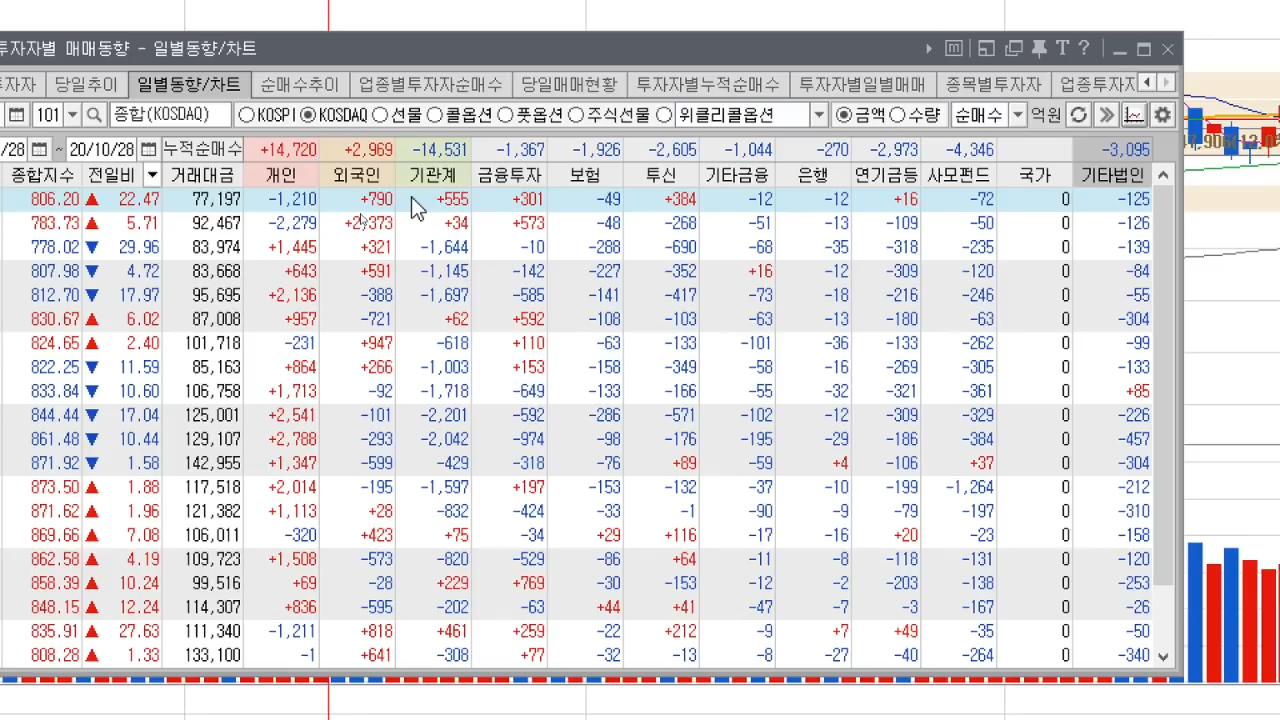 투자자별 매매동향 - 일별동향/차트
투자자 당일추이 일별동향/차트 순매수추이 업종별투자자순매수 당일매매현황 투자자별누적순매수 투자자별일별매매 종목별투자자 업종투자자
101 종합(KOSDAQ) KOSPI KOSDAQ 선물 콜옵션 풋옵션 주식선물 위클리콜옵션 금액 수량 순매수 억원
/28 ~ 20/10/28 누적순매수 +14,720 +2,969 -14,531 -1,367 -1,926 -2,605 -1,044 -270 -2,973 -4,346 -3,095
종합지수 전일비 거래대금 개인 외국인 기관계 금융투자 보험 투신 기타금융 은행 연기금등 사모펀드 국가 기타법인
806.20 ▲ 22.47 77,197 -1,210 +790 +555 +301 -49 +384 -12 -12 +16 -72 0 -125
783.73 ▲ 5.71 92,467 -2,279 +2,373 +34 +573 -48 -268 -51 -13 -109 -50 0 -126
778.02 ▼ 29.96 83,974 +1,445 +321 -1,644 -10 -288 -690 -68 -35 -318 -235 0 -139
807.98 ▼ 4.72 83,668 +643 +591 -1,145 -142 -227 -352 +16 -12 -309 -120 0 -84
812.70 ▼ 17.97 95,695 +2,136 -388 -1,697 -585 -141 -417 -73 -18 -216 -246 0 -55
830.67 ▲ 6.02 87,008 +957 -721 +62 +592 -108 -103 -63 -13 -180 -63 0 -304
824.65 ▲ 2.40 101,718 -231 +947 -618 +110 -63 -133 -101 -36 -133 -262 0 -99
822.25 ▼ 11.59 85,163 +864 +266 -1,003 +153 -158 -349 -58 -16 -269 -305 0 -133
833.84 ▼ 10.60 106,758 +1,713 -92 -1,718 -649 -133 -166 -55 -32 -321 -361 0 +85
844.44 ▼ 17.04 125,001 +2,541 -101 -2,201 -592 -286 -571 -102 -12 -309 -329 0 -226
861.48 ▼ 10.44 129,107 +2,788 -293 -2,042 -974 -98 -176 -195 -29 -186 -384 0 -457
871.92 ▼ 1.58 142,955 +1,347 -599 -429 -318 -76 +89 -59 +4 -106 +37 0 -304
873.50 ▲ 1.88 117,518 +2,014 -195 -1,597 +197 -153 -132 -37 -10 -199 -1,264 0 -212
871.62 ▲ 1.96 121,382 +1,113 +28 -832 -424 -33 -1 -90 -9 -79 -197 0 -310
869.66 ▲ 7.08 106,011 -320 +423 +75 -34 +29 +116 -17 -16 +20 -23 0 -158
862.58 ▲ 4.19 109,723 +1,508 -573 -820 -529 -86 +64 -11 -8 -118 -131 0 -120
858.39 ▲ 10.24 99,516 +69 -28 +229 +769 -30 -153 -12 -2 -203 -138 0 -253
848.15 ▲ 12.24 114,307 +836 -595 -202 -63 +44 +41 -47 -7 -3 -167 0 -26
835.91 ▲ 27.63 111,340 -1,211 +818 +461 +259 -22 +212 -9 +7 +49 -35 0 -50
808.28 ▲ 1.33 133,100 -1 +641 -308 +77 -32 -13 -8 -27 -40 -264 0 -340